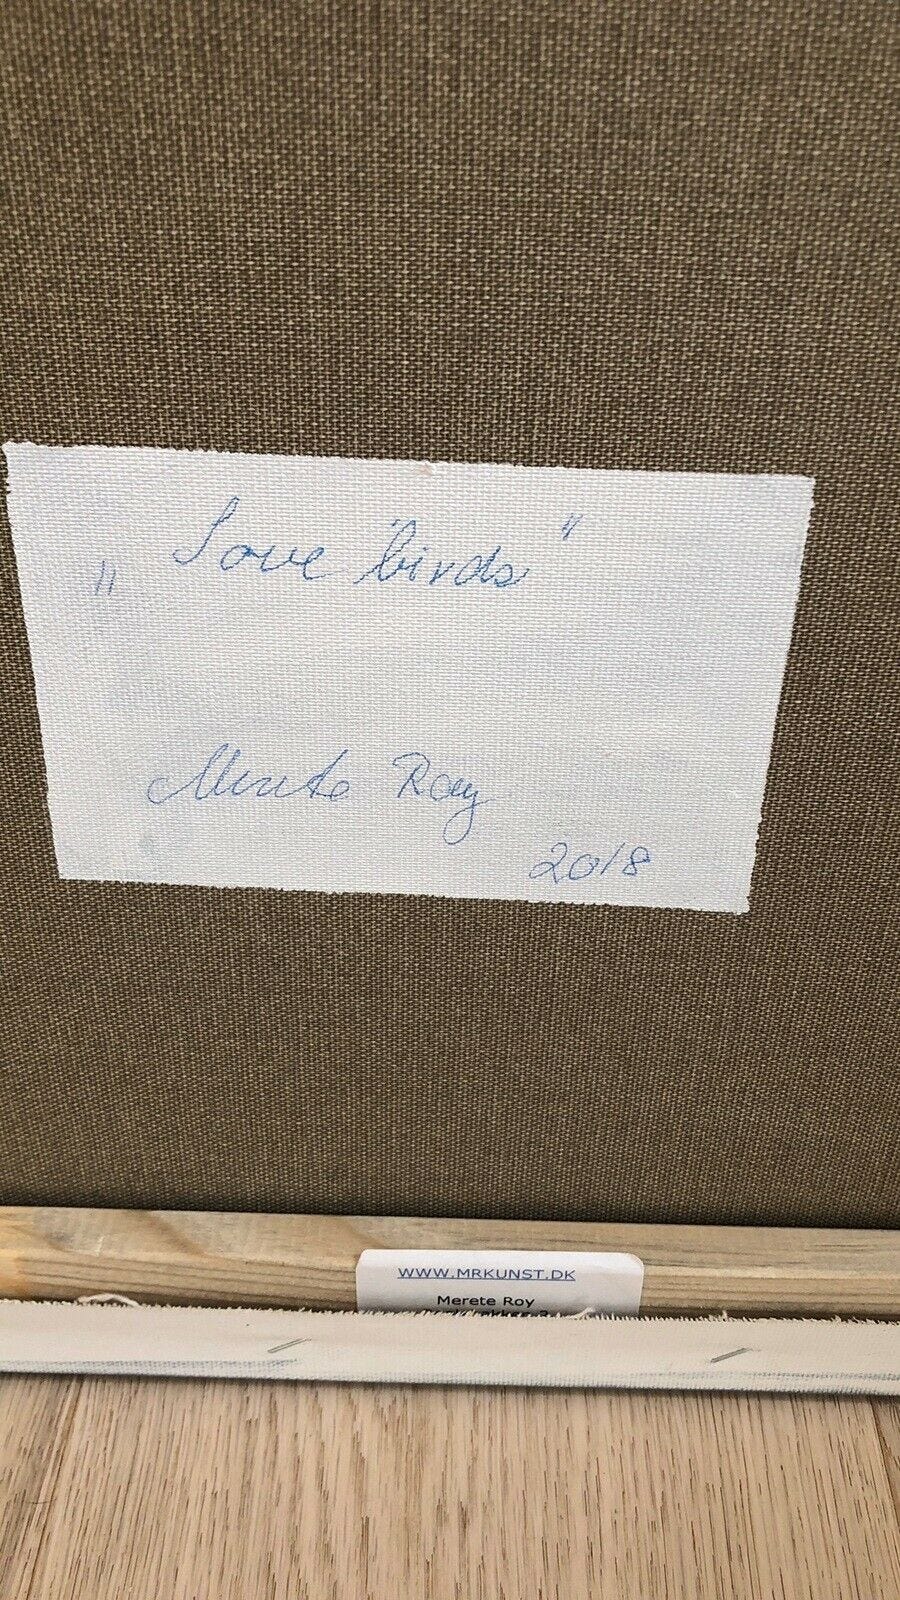 „Love birds"
Merete Roy
2018
WWW.MRKUNST.DK
Merete Roy